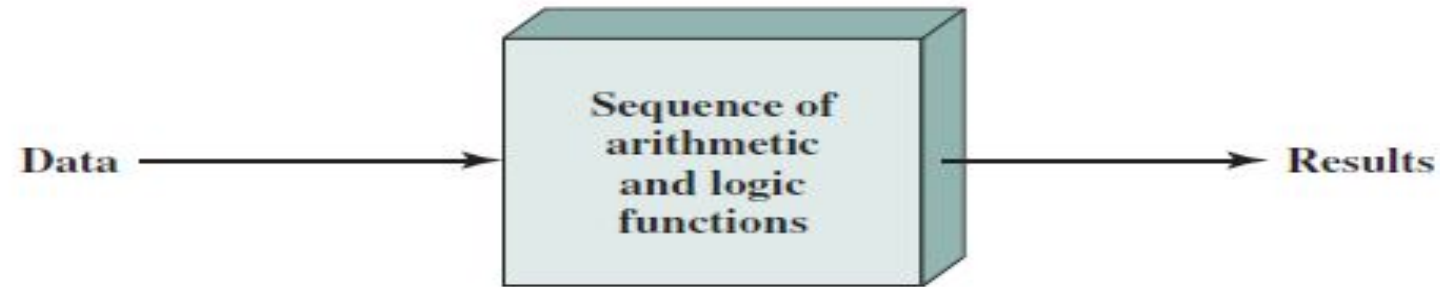 Data
Sequence of
arithmetic
and logic
functions
Results